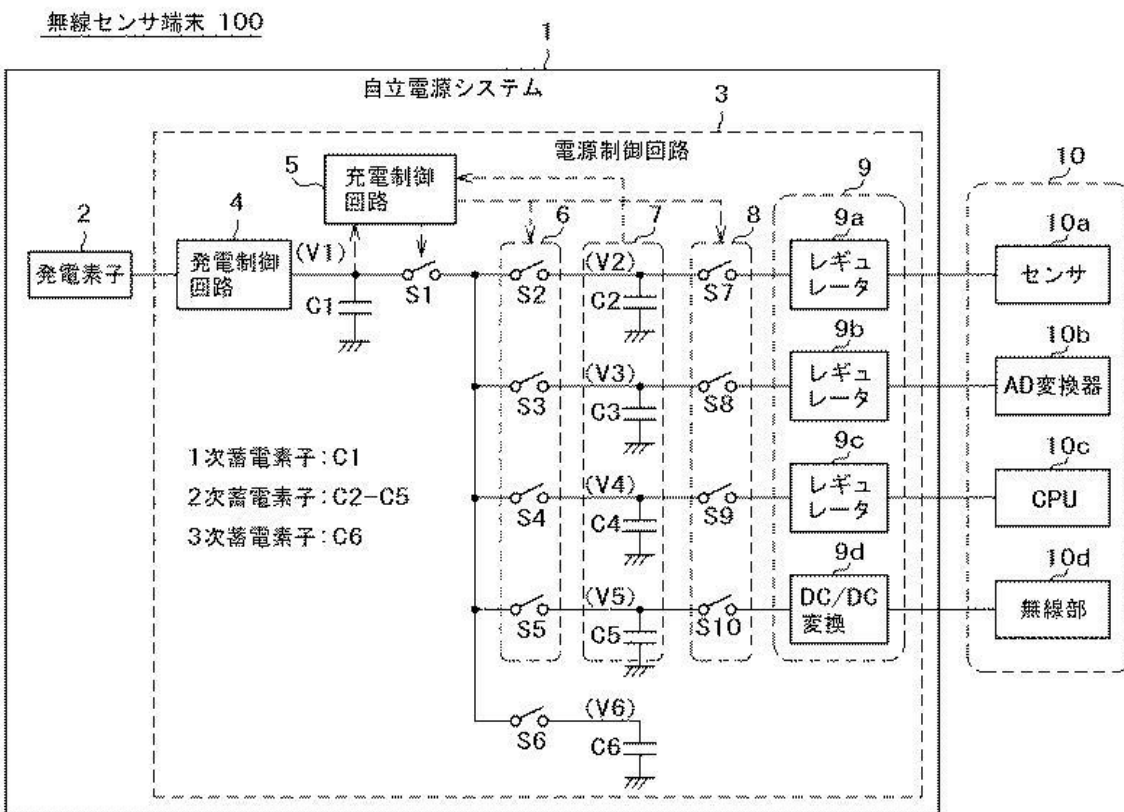 無線センサ端末 100
1
自立電源システム
3
電源制御回路
5
充電制御
回路
9
10
2
4
6
7
8
9a
10a
発電素子
発電制御
回路
(V1)
S1
C1
S2
(V2)
C2
S7
レギュ
レータ
センサ
9b
10b
S3
(V3)
C3
S8
レギュ
レータ
AD変換器
1次蓄電素子:C1
2次蓄電素子:C2-C5
3次蓄電素子:C6
9c
10c
S4
(V4)
C4
S9
レギュ
レータ
CPU
9d
10d
S5
(V5)
C5
S10
DC/DC
変換
無線部
S6
(V6)
C6